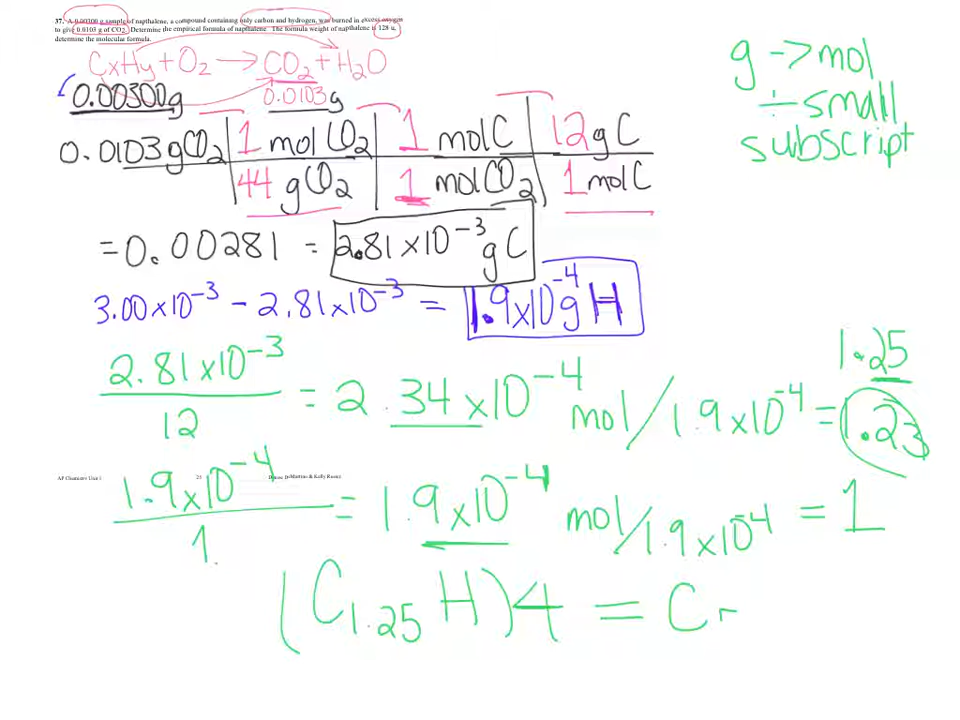 37. A 0.00300 g sample of napthalene, a compound containing only carbon and hydrogen, was burned in excess oxygen
to give 0.0103 g of CO2. Determine the empirical formula of napthalene. The formula weight of napthalene is 128 u;
determine the molecular formula.
CxHy + O2 → CO2 + H2O
0.00300g 0.0103g
g -> mol
÷ small
subscript
0.0103 gCO2 | 1 mol CO2 | 1 mol C | 12 g C
44 gCO2 | 1 mol CO2 | 1 mol C
= 0.00281 = 2.81 x 10⁻³ g C
3.00 x 10⁻³ - 2.81 x 10⁻³ = 1.9 x 10⁻⁴ g H
1.25
2.81 x 10⁻³ / 12 = 2.34 x 10⁻⁴ mol / 1.9 x 10⁻⁴ = 1.23
AP Chemistry Unit 1
1.9 x 10⁻⁴ / 1. = 1.9 x 10⁻⁴ mol / 1.9 x 10⁻⁴ = 1
(C1.25 H) 4 = C